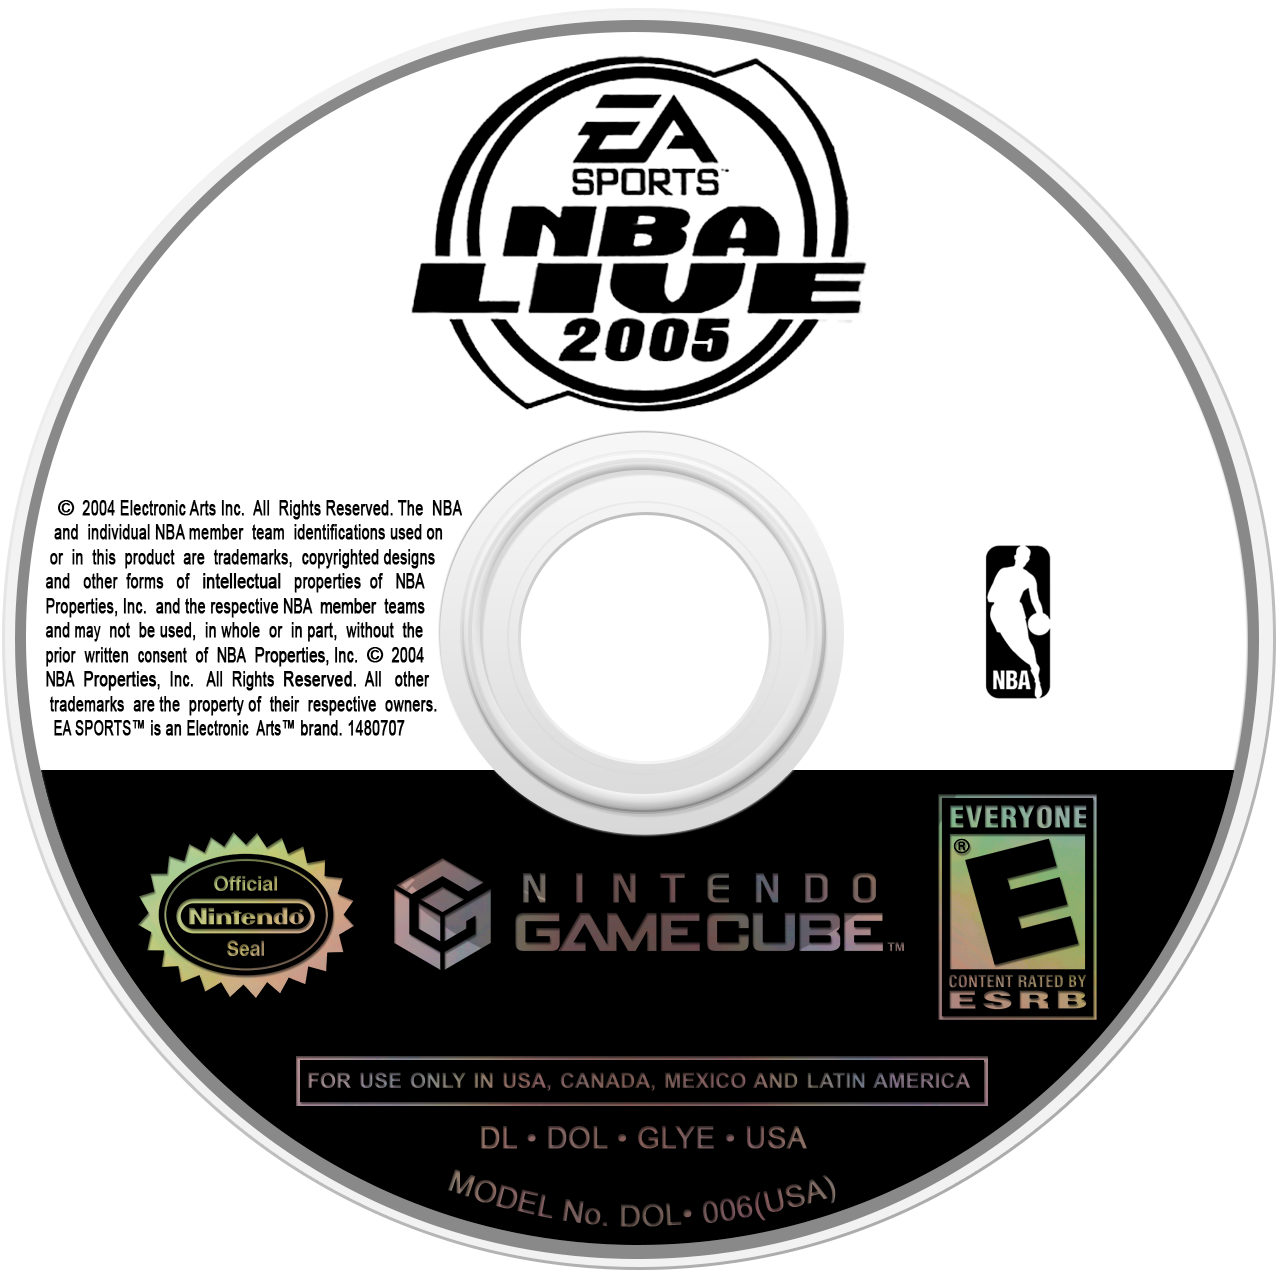 EA
SPORTS™
NBA
LIVE
2005
© 2004 Electronic Arts Inc. All Rights Reserved. The NBA
and individual NBA member team identifications used on
or in this product are trademarks, copyrighted designs
and other forms of intellectual properties of NBA
Properties, Inc. and the respective NBA member teams
and may not be used, in whole or in part, without the
prior written consent of NBA Properties, Inc. © 2004
NBA Properties, Inc. All Rights Reserved. All other
trademarks are the property of their respective owners.
EA SPORTS™ is an Electronic Arts™ brand. 1480707
NBA
Official
Nintendo®
Seal
NINTENDO
GAMECUBE™
EVERYONE
®
E
CONTENT RATED BY
ESRB
FOR USE ONLY IN USA, CANADA, MEXICO AND LATIN AMERICA
DL • DOL • GLYE • USA
MODEL No. DOL• 006(USA)